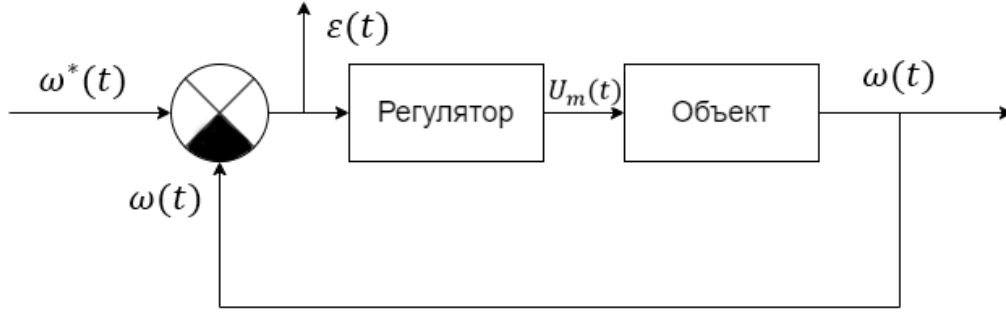 ε(t)
ω*(t)
Регулятор
U_m(t)
Объект
ω(t)
ω(t)